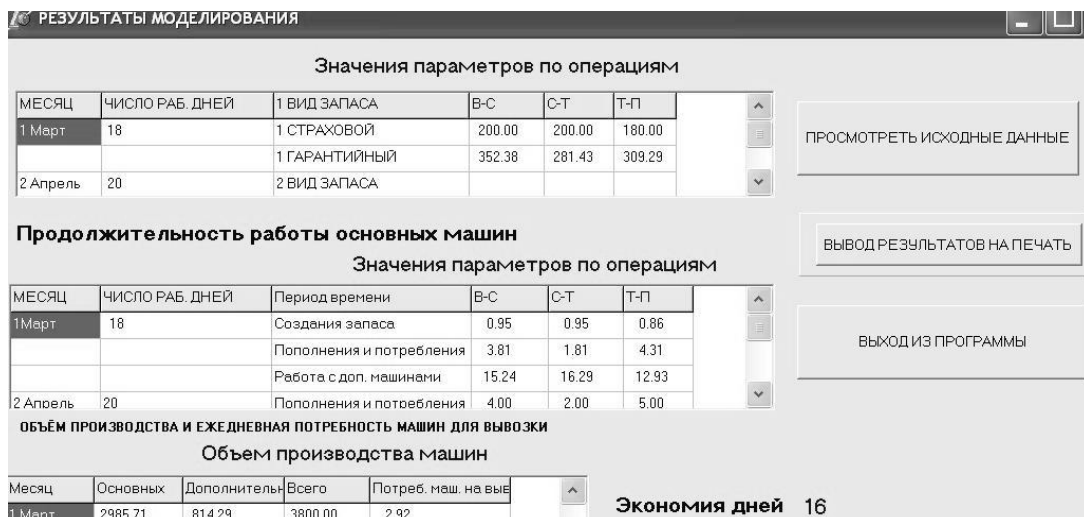 РЕЗУЛЬТАТЫ МОДЕЛИРОВАНИЯ
Значения параметров по операциям
МЕСЯЦ ЧИСЛО РАБ. ДНЕЙ 1 ВИД ЗАПАСА В-С С-Т Т-П
1 Март 18 1 СТРАХОВОЙ 200.00 200.00 180.00
1 ГАРАНТИЙНЫЙ 352.38 281.43 309.29
2 Апрель 20 2 ВИД ЗАПАСА
ПРОСМОТРЕТЬ ИСХОДНЫЕ ДАННЫЕ
Продолжительность работы основных машин
ВЫВОД РЕЗУЛЬТАТОВ НА ПЕЧАТЬ
Значения параметров по операциям
МЕСЯЦ ЧИСЛО РАБ. ДНЕЙ Период времени В-С С-Т Т-П
1Март 18 Создания запаса 0.95 0.95 0.86
Пополнения и потребления 3.81 1.81 4.31
Работа с доп. машинами 15.24 16.29 12.93
2 Апрель 20 Пополнения и потребления 4.00 2.00 5.00
ВЫХОД ИЗ ПРОГРАММЫ
ОБЪЁМ ПРОИЗВОДСТВА И ЕЖЕДНЕВНАЯ ПОТРЕБНОСТЬ МАШИН ДЛЯ ВЫВОЗКИ
Объем производства машин
Месяц Основных Дополнительн Всего Потреб. маш. на выв
1 Март 2985.71 814.29 3800.00 2.92
Экономия дней 16